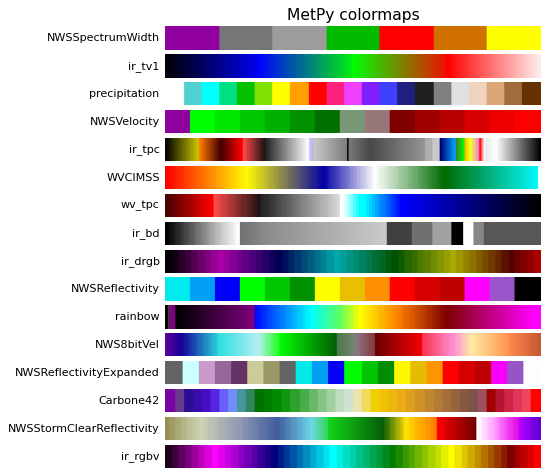 MetPy colormaps
NWSSpectrumWidth
ir_tv1
precipitation
NWSVelocity
ir_tpc
WVCIMSS
wv_tpc
ir_bd
ir_drgb
NWSReflectivity
rainbow
NWS8bitVel
NWSReflectivityExpanded
Carbone42
NWSStormClearReflectivity
ir_rgbv